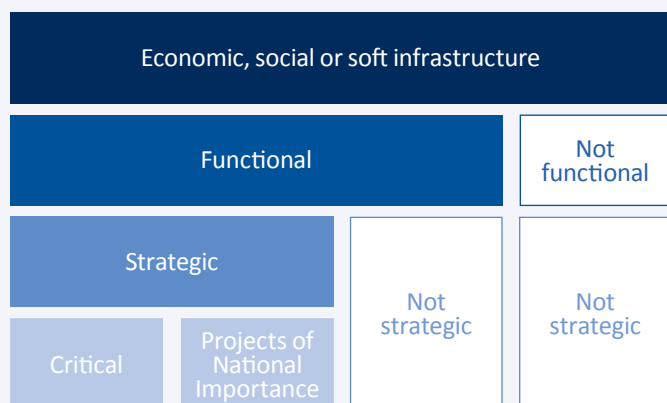 Economic, social or soft infrastructure
Functional
Not
functional
Strategic
Not
strategic
Not
strategic
Critical
Projects of
National
Importance